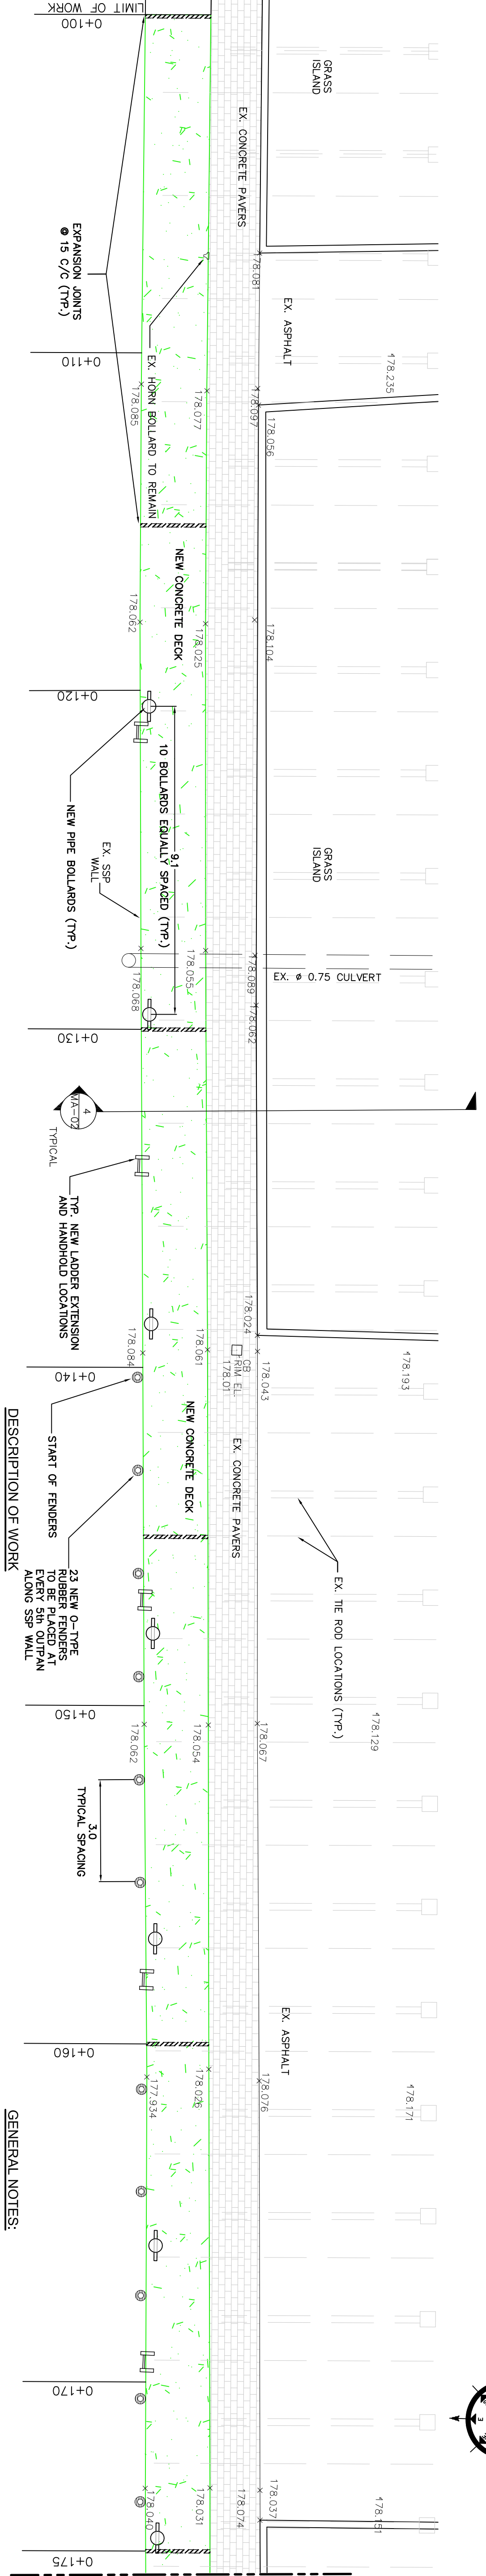 LIMIT OF WORK
0+100
GRASS
ISLAND
EX. CONCRETE PAVERS
EXPANSION JOINTS
@ 15 C/C (TYP.)
178.081
EX. ASPHALT
0+110
EX. HORN BOLLARD TO REMAIN
178.085
178.077
178.097
178.056
178.235
NEW CONCRETE DECK
178.062
178.025
178.104
0+120
NEW PIPE BOLLARDS (TYP.)
9.1
10 BOLLARDS EQUALLY SPACED (TYP.)
EX. SSP
WALL
GRASS
ISLAND
178.068
178.055
178.089
178.062
EX. ø 0.75 CULVERT
0+130
4
MA-02
TYPICAL
TYP. NEW LADDER EXTENSION
AND HANDHOLD LOCATIONS
178.084
178.061
178.024
178.043
178.193
CB
RIM EL.
178.01
0+140
START OF FENDERS
NEW CONCRETE DECK
EX. CONCRETE PAVERS
DESCRIPTION OF WORK
23 NEW O-TYPE
RUBBER FENDERS
TO BE PLACED AT
EVERY 5th OUTPAN
ALONG SSP WALL
EX. TIE ROD LOCATIONS (TYP.)
0+150
178.062
178.054
178.067
178.129
3.0
TYPICAL SPACING
EX. ASPHALT
0+160
177.934
178.026
178.076
178.171
GENERAL NOTES:
0+170
178.040
178.031
178.074
178.037
178.151
0+175
E